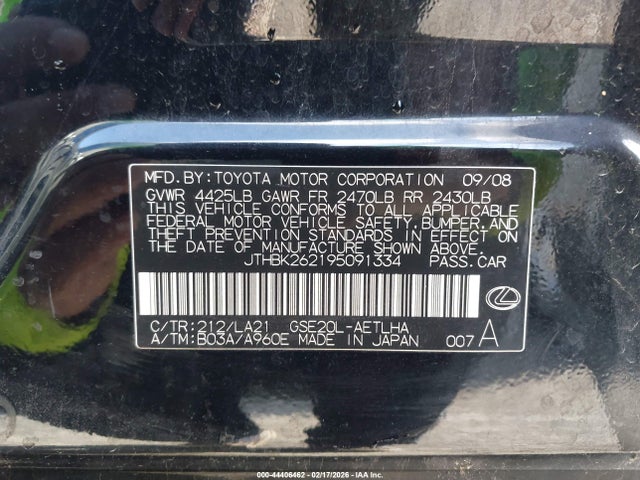 MFD.BY:TOYOTA MOTOR CORPORATION 09/08
GVWR 4425LB GAWR FR 2470LB RR 2430LB
THIS VEHICLE CONFORMS TO ALL APPLICABLE
FEDERAL MOTOR VEHICLE SAFETY,BUMPER,AND
THEFT PREVENTION STANDARDS IN EFFECT ON
THE DATE OF MANUFACTURE SHOWN ABOVE.
JTHBK262195091334 PASS.CAR
C/TR:212/LA21 GSE20L-AETLHA
A/TM:B03A/A960E MADE IN JAPAN 007 A
000-44406462 - 02/17/2026 - IAA Inc.